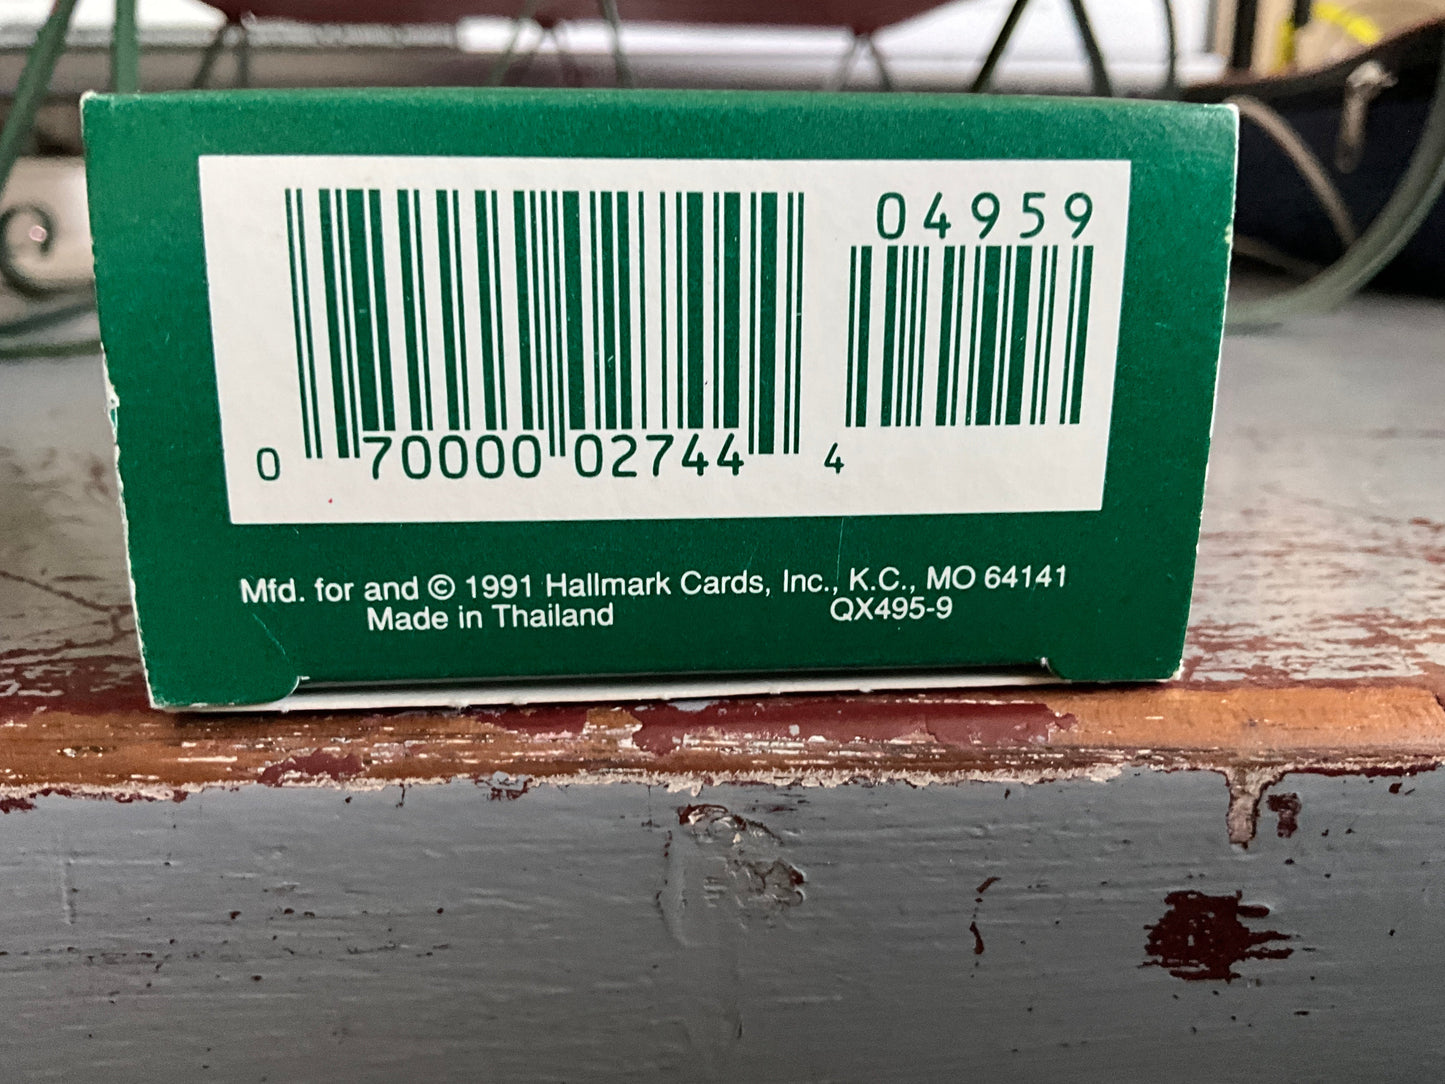 04959
0 70000 02744 4
Mfd. for and © 1991 Hallmark Cards, Inc., K.C., MO 64141
Made in Thailand QX495-9